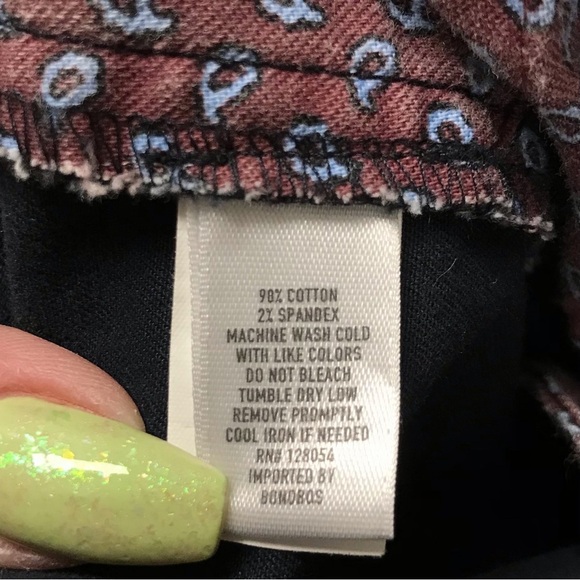 98% COTTON
2% SPANDEX
MACHINE WASH COLD
WITH LIKE COLORS
DO NOT BLEACH
TUMBLE DRY LOW
REMOVE PROMPTLY
COOL IRON IF NEEDED
RN# 128054
IMPORTED BY
BONOBOS